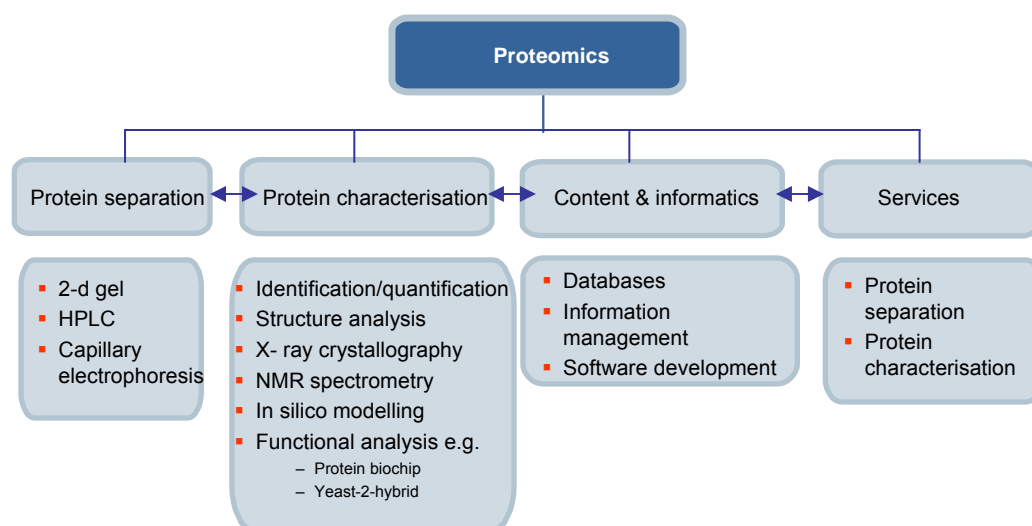 Proteomics
Protein separation
Protein characterisation
Content & informatics
Services
2-d gel
HPLC
Capillary
electrophoresis
Identification/quantification
Structure analysis
X- ray crystallography
NMR spectrometry
In silico modelling
Functional analysis e.g.
– Protein biochip
– Yeast-2-hybrid
Databases
Information
management
Software development
Protein
separation
Protein
characterisation